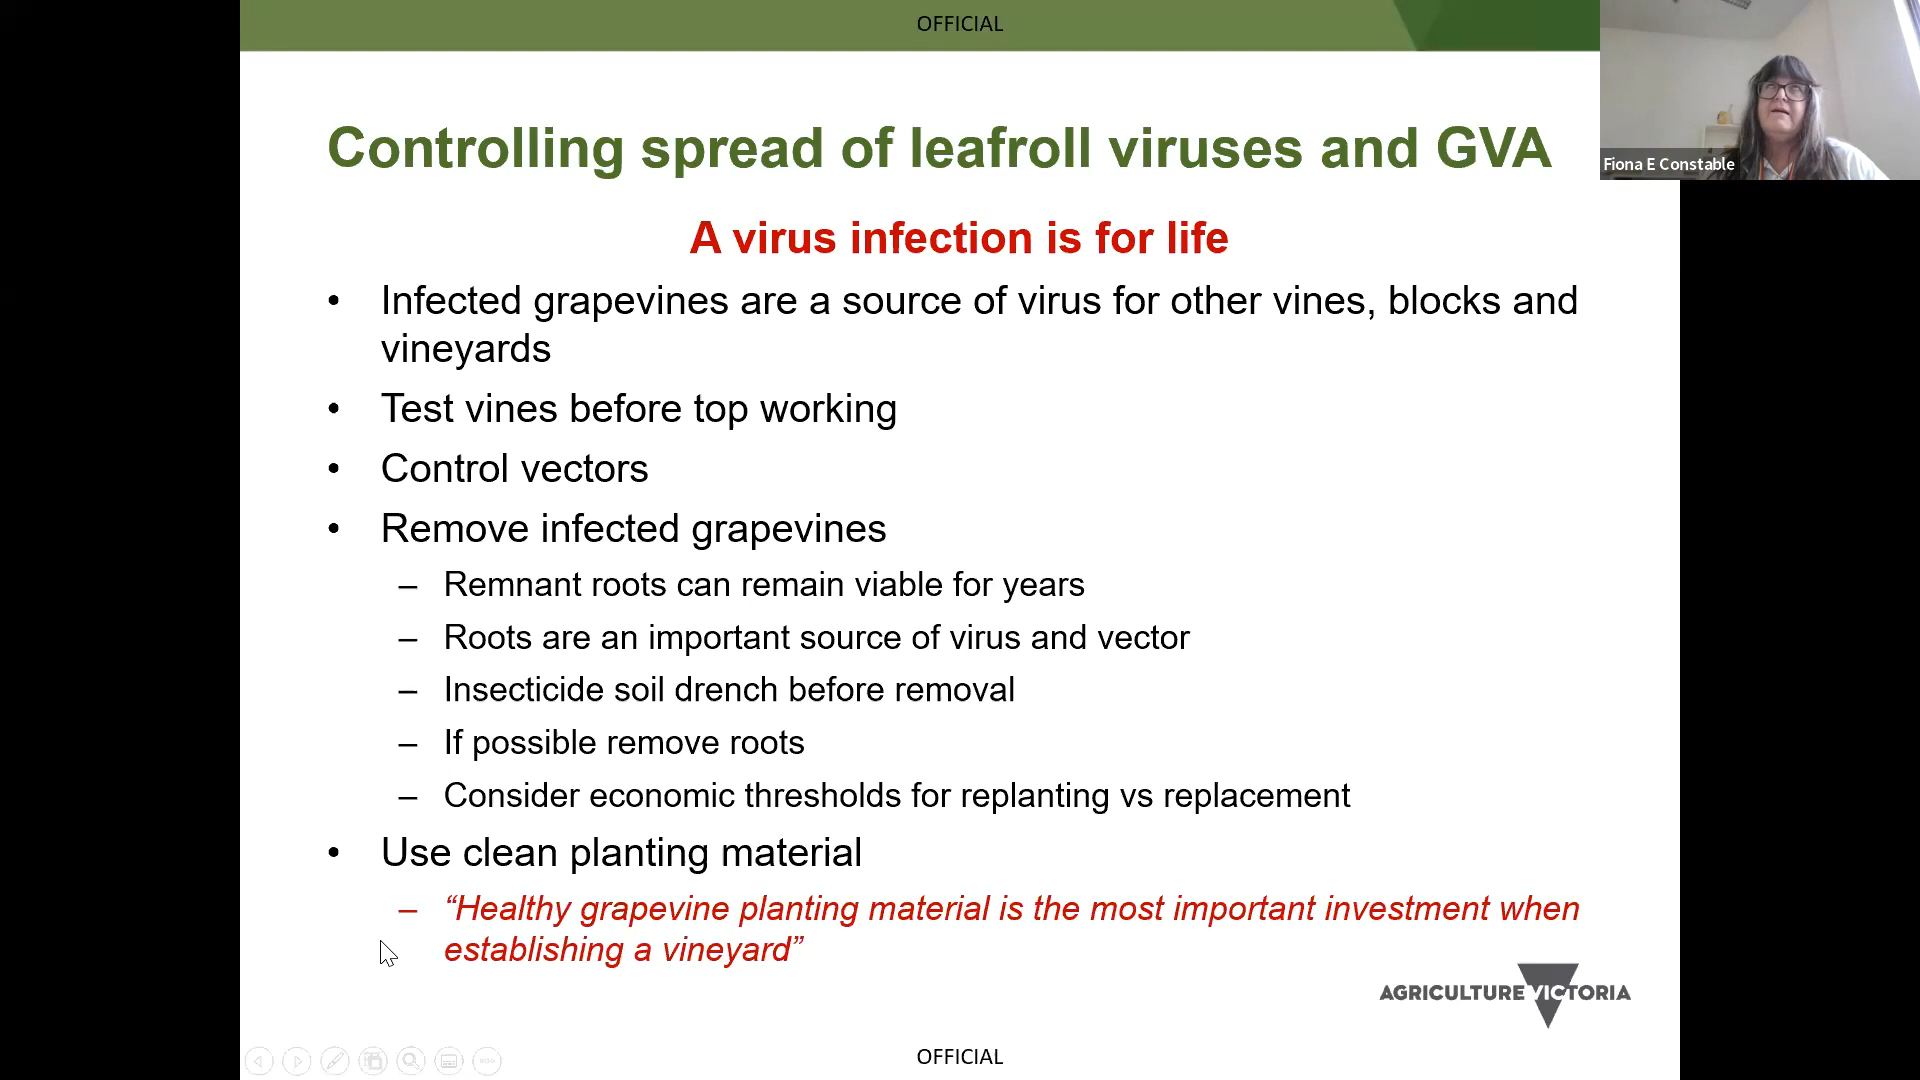 OFFICIAL
Fiona E Constable
Controlling spread of leafroll viruses and GVA
A virus infection is for life
• Infected grapevines are a source of virus for other vines, blocks and
vineyards
• Test vines before top working
• Control vectors
• Remove infected grapevines
– Remnant roots can remain viable for years
– Roots are an important source of virus and vector
– Insecticide soil drench before removal
– If possible remove roots
– Consider economic thresholds for replanting vs replacement
• Use clean planting material
– “Healthy grapevine planting material is the most important investment when
establishing a vineyard”
AGRICULTURE VICTORIA
OFFICIAL